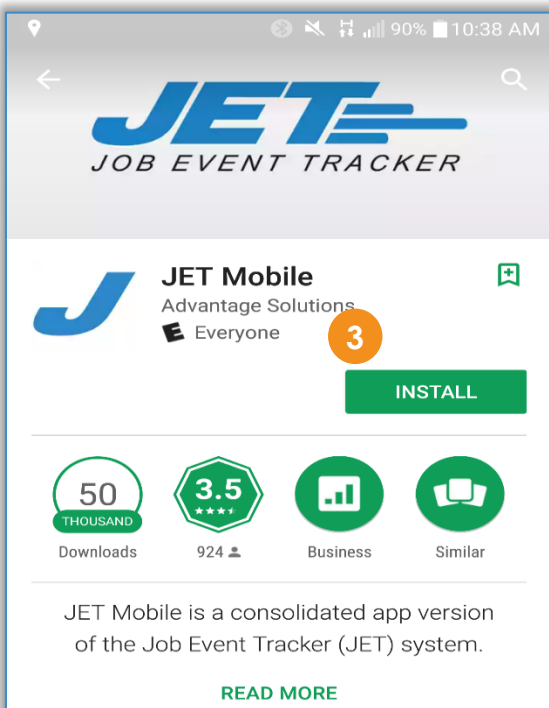 90% 10:38 AM
JET
JOB EVENT TRACKER
J
JET Mobile
Advantage Solutions
E Everyone
3
INSTALL
50
THOUSAND
Downloads
3.5
924
Business
Similar
JET Mobile is a consolidated app version
of the Job Event Tracker (JET) system.
READ MORE